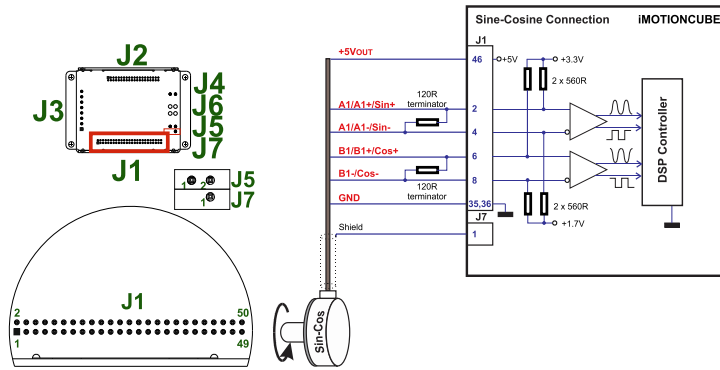 J2
J3
J4
J6
J5
J7
J1
1 2 J5
1 J7
J1
2 50
1 49
Sine-Cosine Connection iMOTIONCUBE
J1
+5VOUT
46
+5V
+3.3V
2 x 560R
120R
terminator
A1/A1+/Sin+
2
A1/A1-/Sin-
4
B1/B1+/Cos+
6
B1-/Cos-
8
120R
terminator
GND
35,36
2 x 560R
+1.7V
DSP Controller
J7
Shield
1
Sin-Cos